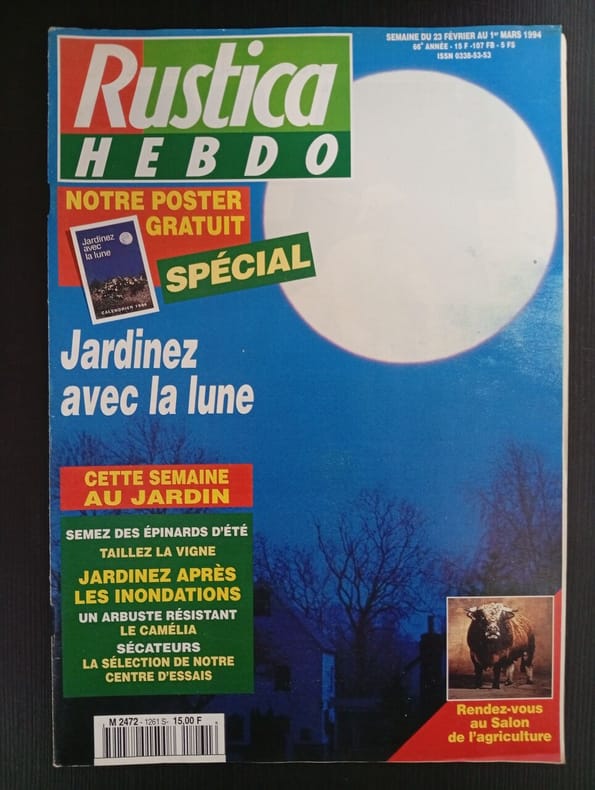 SEMAINE DU 23 FÉVRIER AU 1er MARS 1994
66e ANNÉE - 15 F - 107 FB - 5 FS
ISSN 0338-53-53
Rustica
HEBDO
NOTRE POSTER
GRATUIT
Jardinez
avec
la lune
CALENDRIER 1994
SPÉCIAL
Jardinez
avec la lune
CETTE SEMAINE
AU JARDIN
SEMEZ DES ÉPINARDS D'ÉTÉ
TAILLEZ LA VIGNE
JARDINEZ APRÈS
LES INONDATIONS
UN ARBUSTE RÉSISTANT
LE CAMÉLIA
SÉCATEURS
LA SÉLECTION DE NOTRE
CENTRE D'ESSAIS
M 2472 - 1261 S- 15,00 F
Rendez-vous
au Salon
de l'agriculture